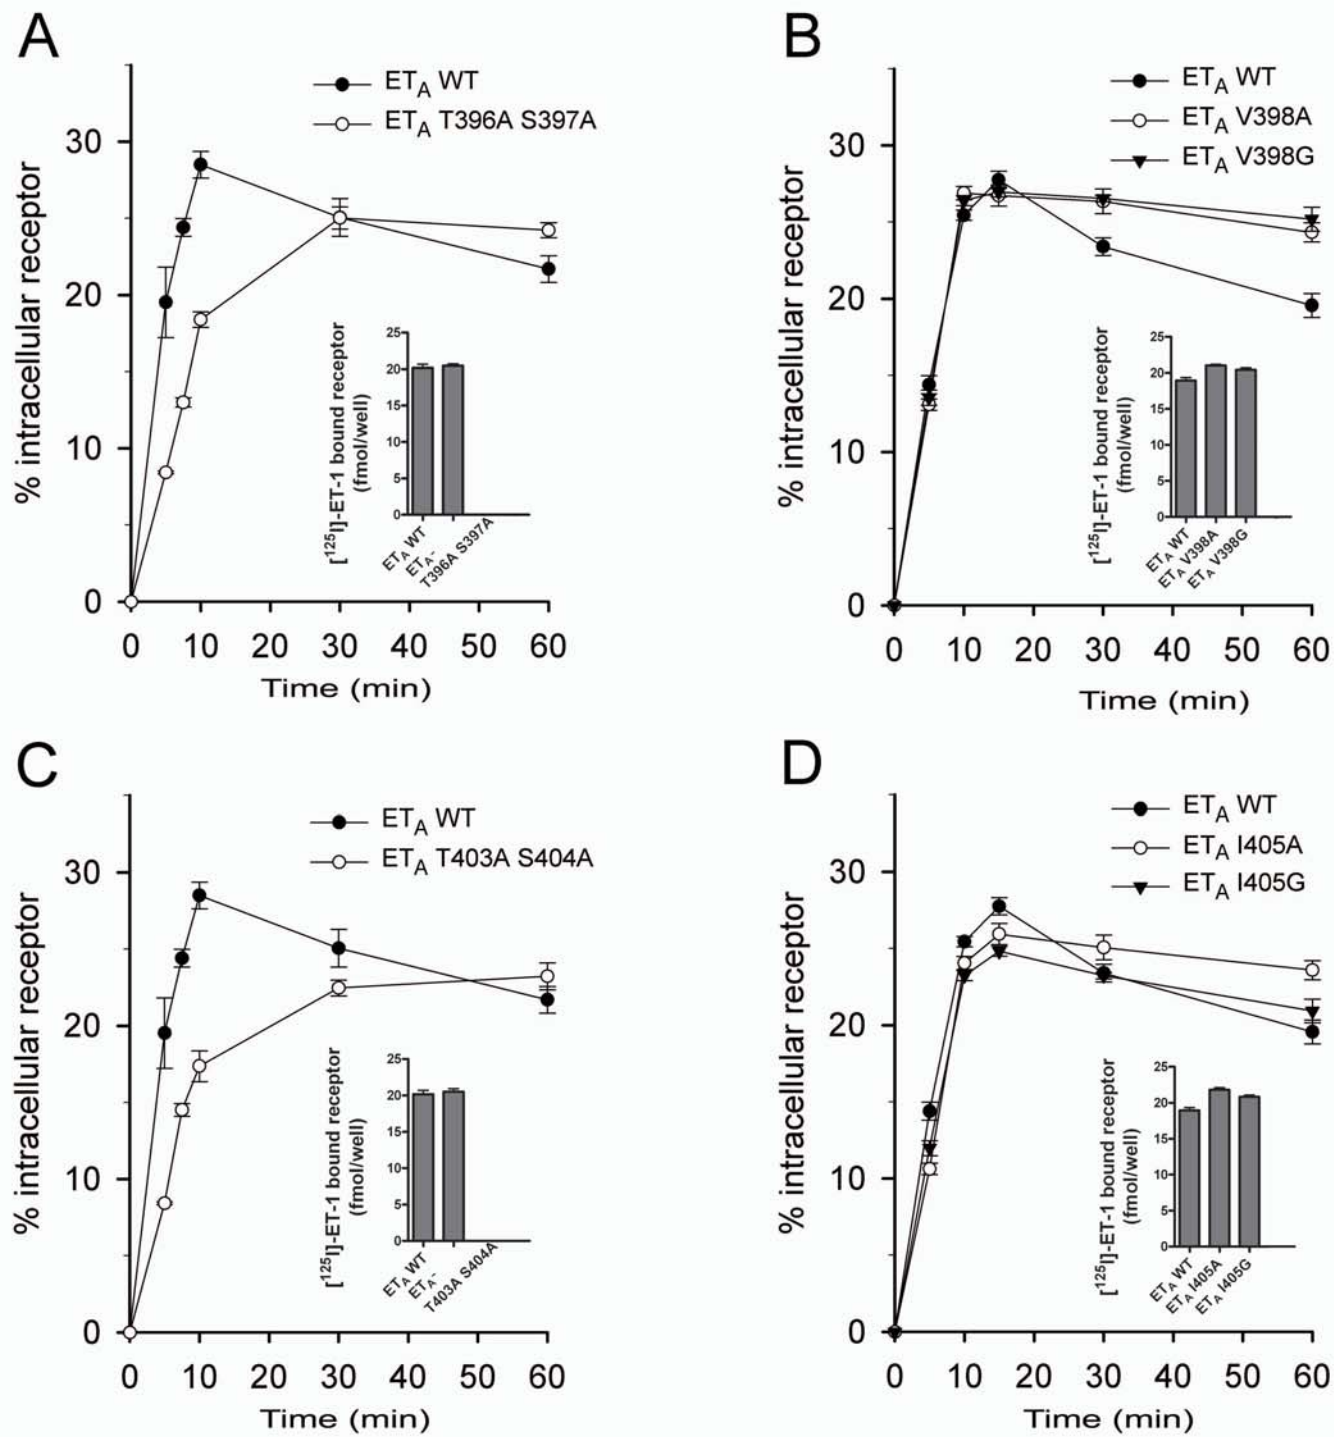 A
ET_A WT
ET_A T396A S397A
% intracellular receptor
30
20
10
0
0 10 20 30 40 50 60
Time (min)
[125I]-ET-1 bound receptor
(fmol/well)
25
20
15
10
5
0
ET_A WT
ET_A-
T396A S397A
B
ET_A WT
ET_A V398A
ET_A V398G
% intracellular receptor
30
20
10
0
0 10 20 30 40 50 60
Time (min)
[125I]-ET-1 bound receptor
(fmol/well)
25
20
15
10
5
0
ET_A WT
ET_A V398A
ET_A V398G
C
ET_A WT
ET_A T403A S404A
% intracellular receptor
30
20
10
0
0 10 20 30 40 50 60
Time (min)
[125I]-ET-1 bound receptor
(fmol/well)
25
20
15
10
5
0
ET_A WT
ET_A-
T403A S404A
D
ET_A WT
ET_A I405A
ET_A I405G
% intracellular receptor
30
20
10
0
0 10 20 30 40 50 60
Time (min)
[125I]-ET-1 bound receptor
(fmol/well)
25
20
15
10
5
0
ET_A WT
ET_A I405A
ET_A I405G